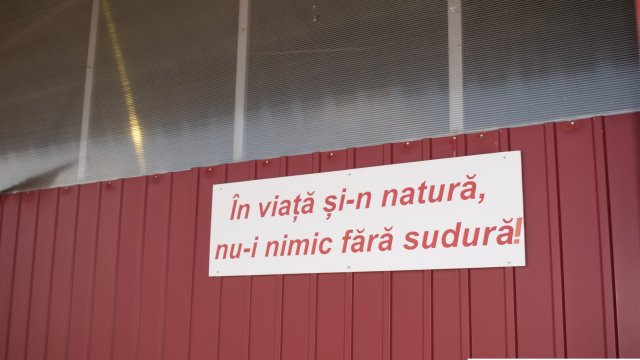 În viață și-n natură,
nu-i nimic fără sudură!